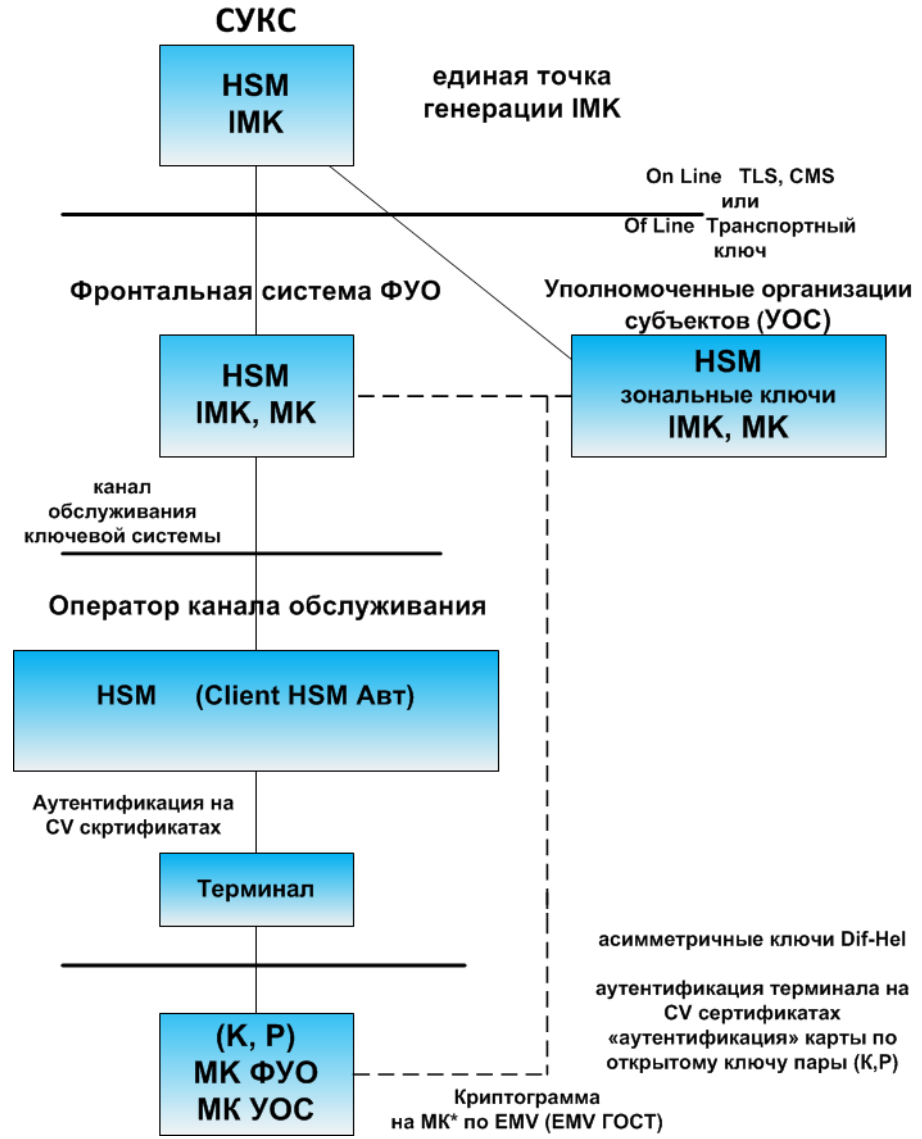 СУКС
HSM
IMK
единая точка
генерации IMK
On Line TLS, CMS
или
Of Line Транспортный
ключ
Фронтальная система ФУО
Уполномоченные организации
субъектов (УОС)
HSM
IMK, MK
HSM
зональные ключи
IMK, MK
канал
обслуживания
ключевой системы
Оператор канала обслуживания
HSM (Client HSM Авт)
Аутентификация на
CV скртификатах
Терминал
асимметричные ключи Dif-Hel
аутентификация терминала на
CV сертификатах
«аутентификация» карты по
открытому ключу пары (К,Р)
(K, P)
МК ФУО
МК УОС
Криптограмма
на МК* по EMV (EMV ГОСТ)